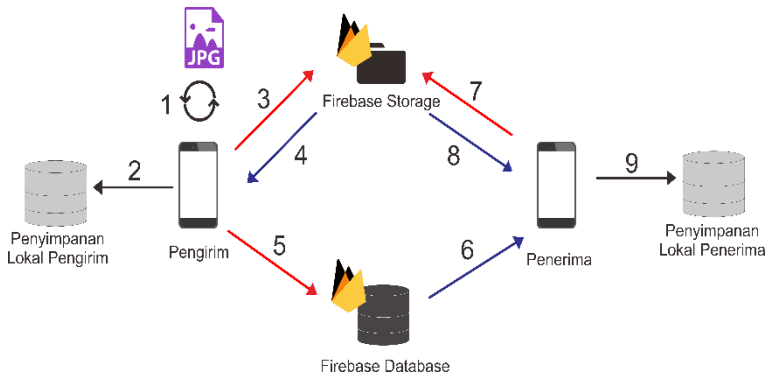 JPG
1
3
7
Firebase Storage
2
4
8
9
Penyimpanan
Lokal Pengirim
Pengirim
5
6
Penerima
Penyimpanan
Lokal Penerima
Firebase Database